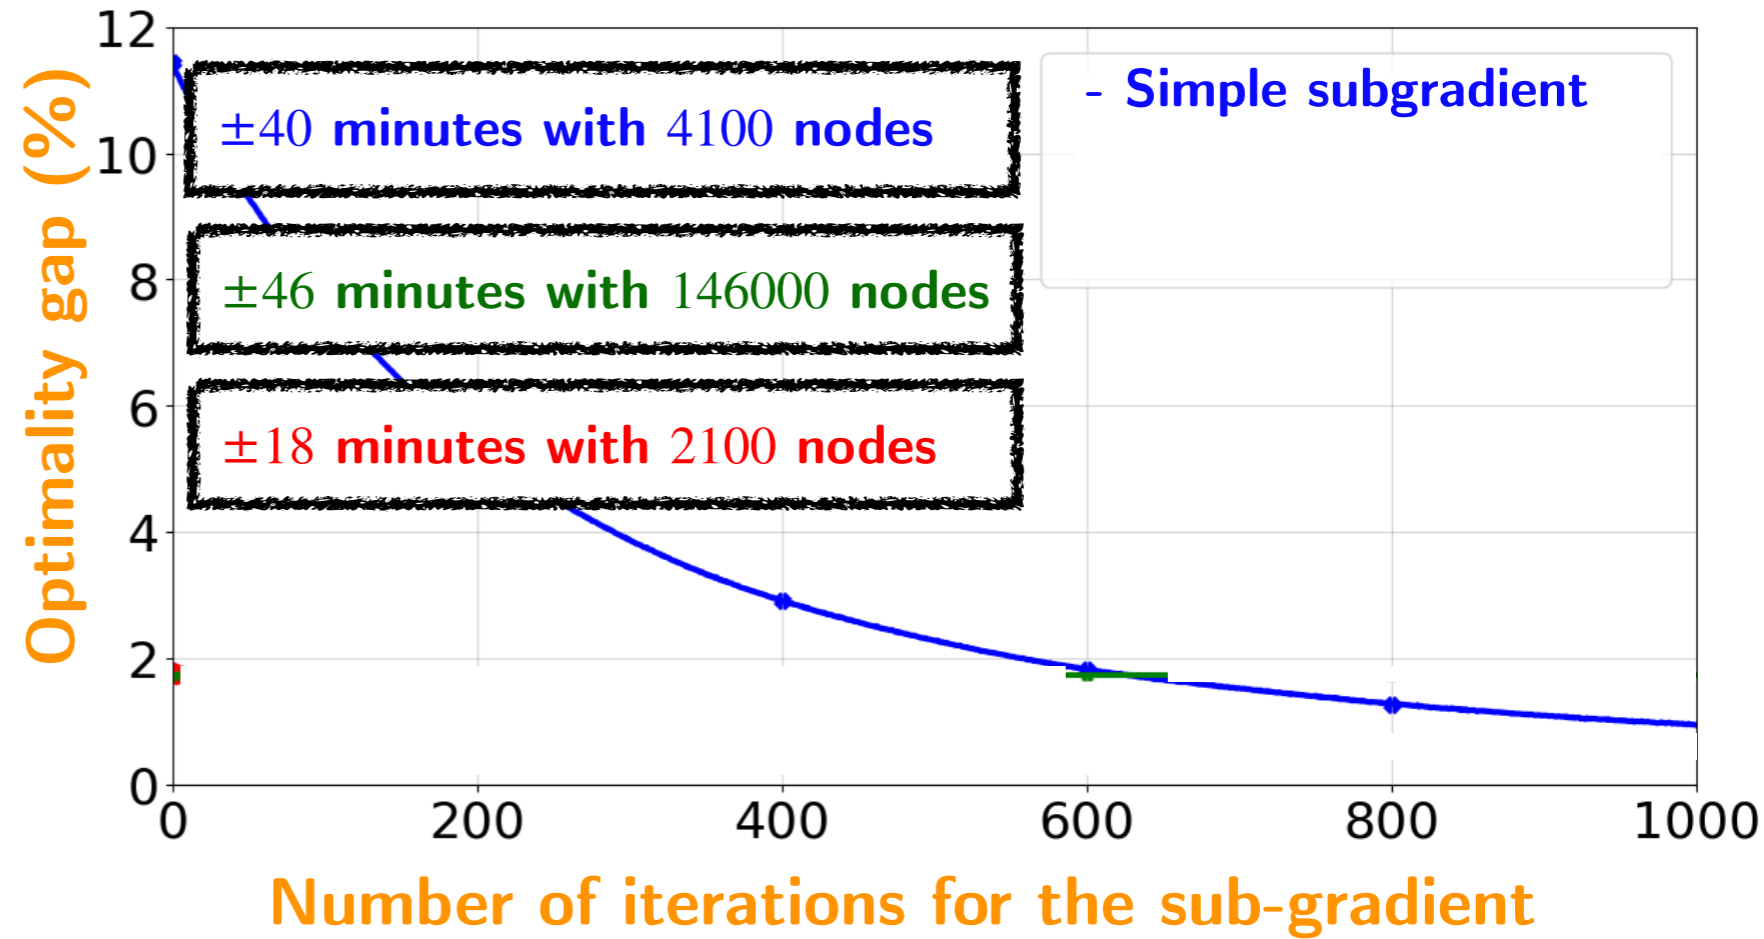 Optimality gap (%)
12
10
8
6
4
2
0
±40 minutes with 4100 nodes
±46 minutes with 146000 nodes
±18 minutes with 2100 nodes
- Simple subgradient
0 200 400 600 800 1000
Number of iterations for the sub-gradient